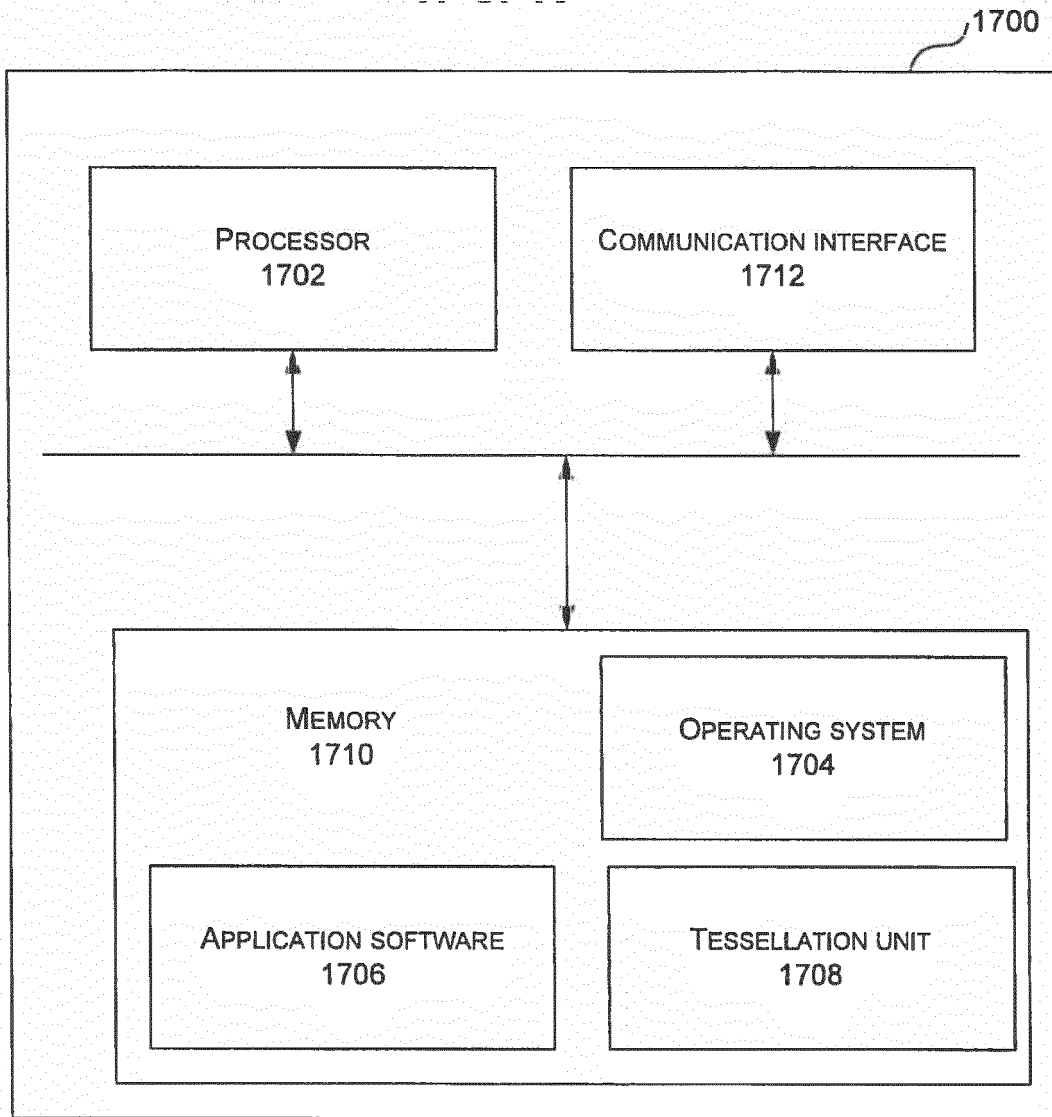 1700
PROCESSOR
1702
COMMUNICATION INTERFACE
1712
MEMORY
1710
OPERATING SYSTEM
1704
APPLICATION SOFTWARE
1706
TESSELLATION UNIT
1708